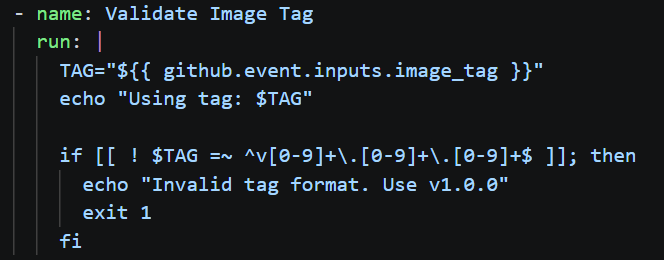 - name: Validate Image Tag
  run: |
    TAG="${{ github.event.inputs.image_tag }}"
    echo "Using tag: $TAG"

    if [[ ! $TAG =~ ^v[0-9]+\.[0-9]+\.[0-9]+$ ]]; then
      echo "Invalid tag format. Use v1.0.0"
      exit 1
    fi